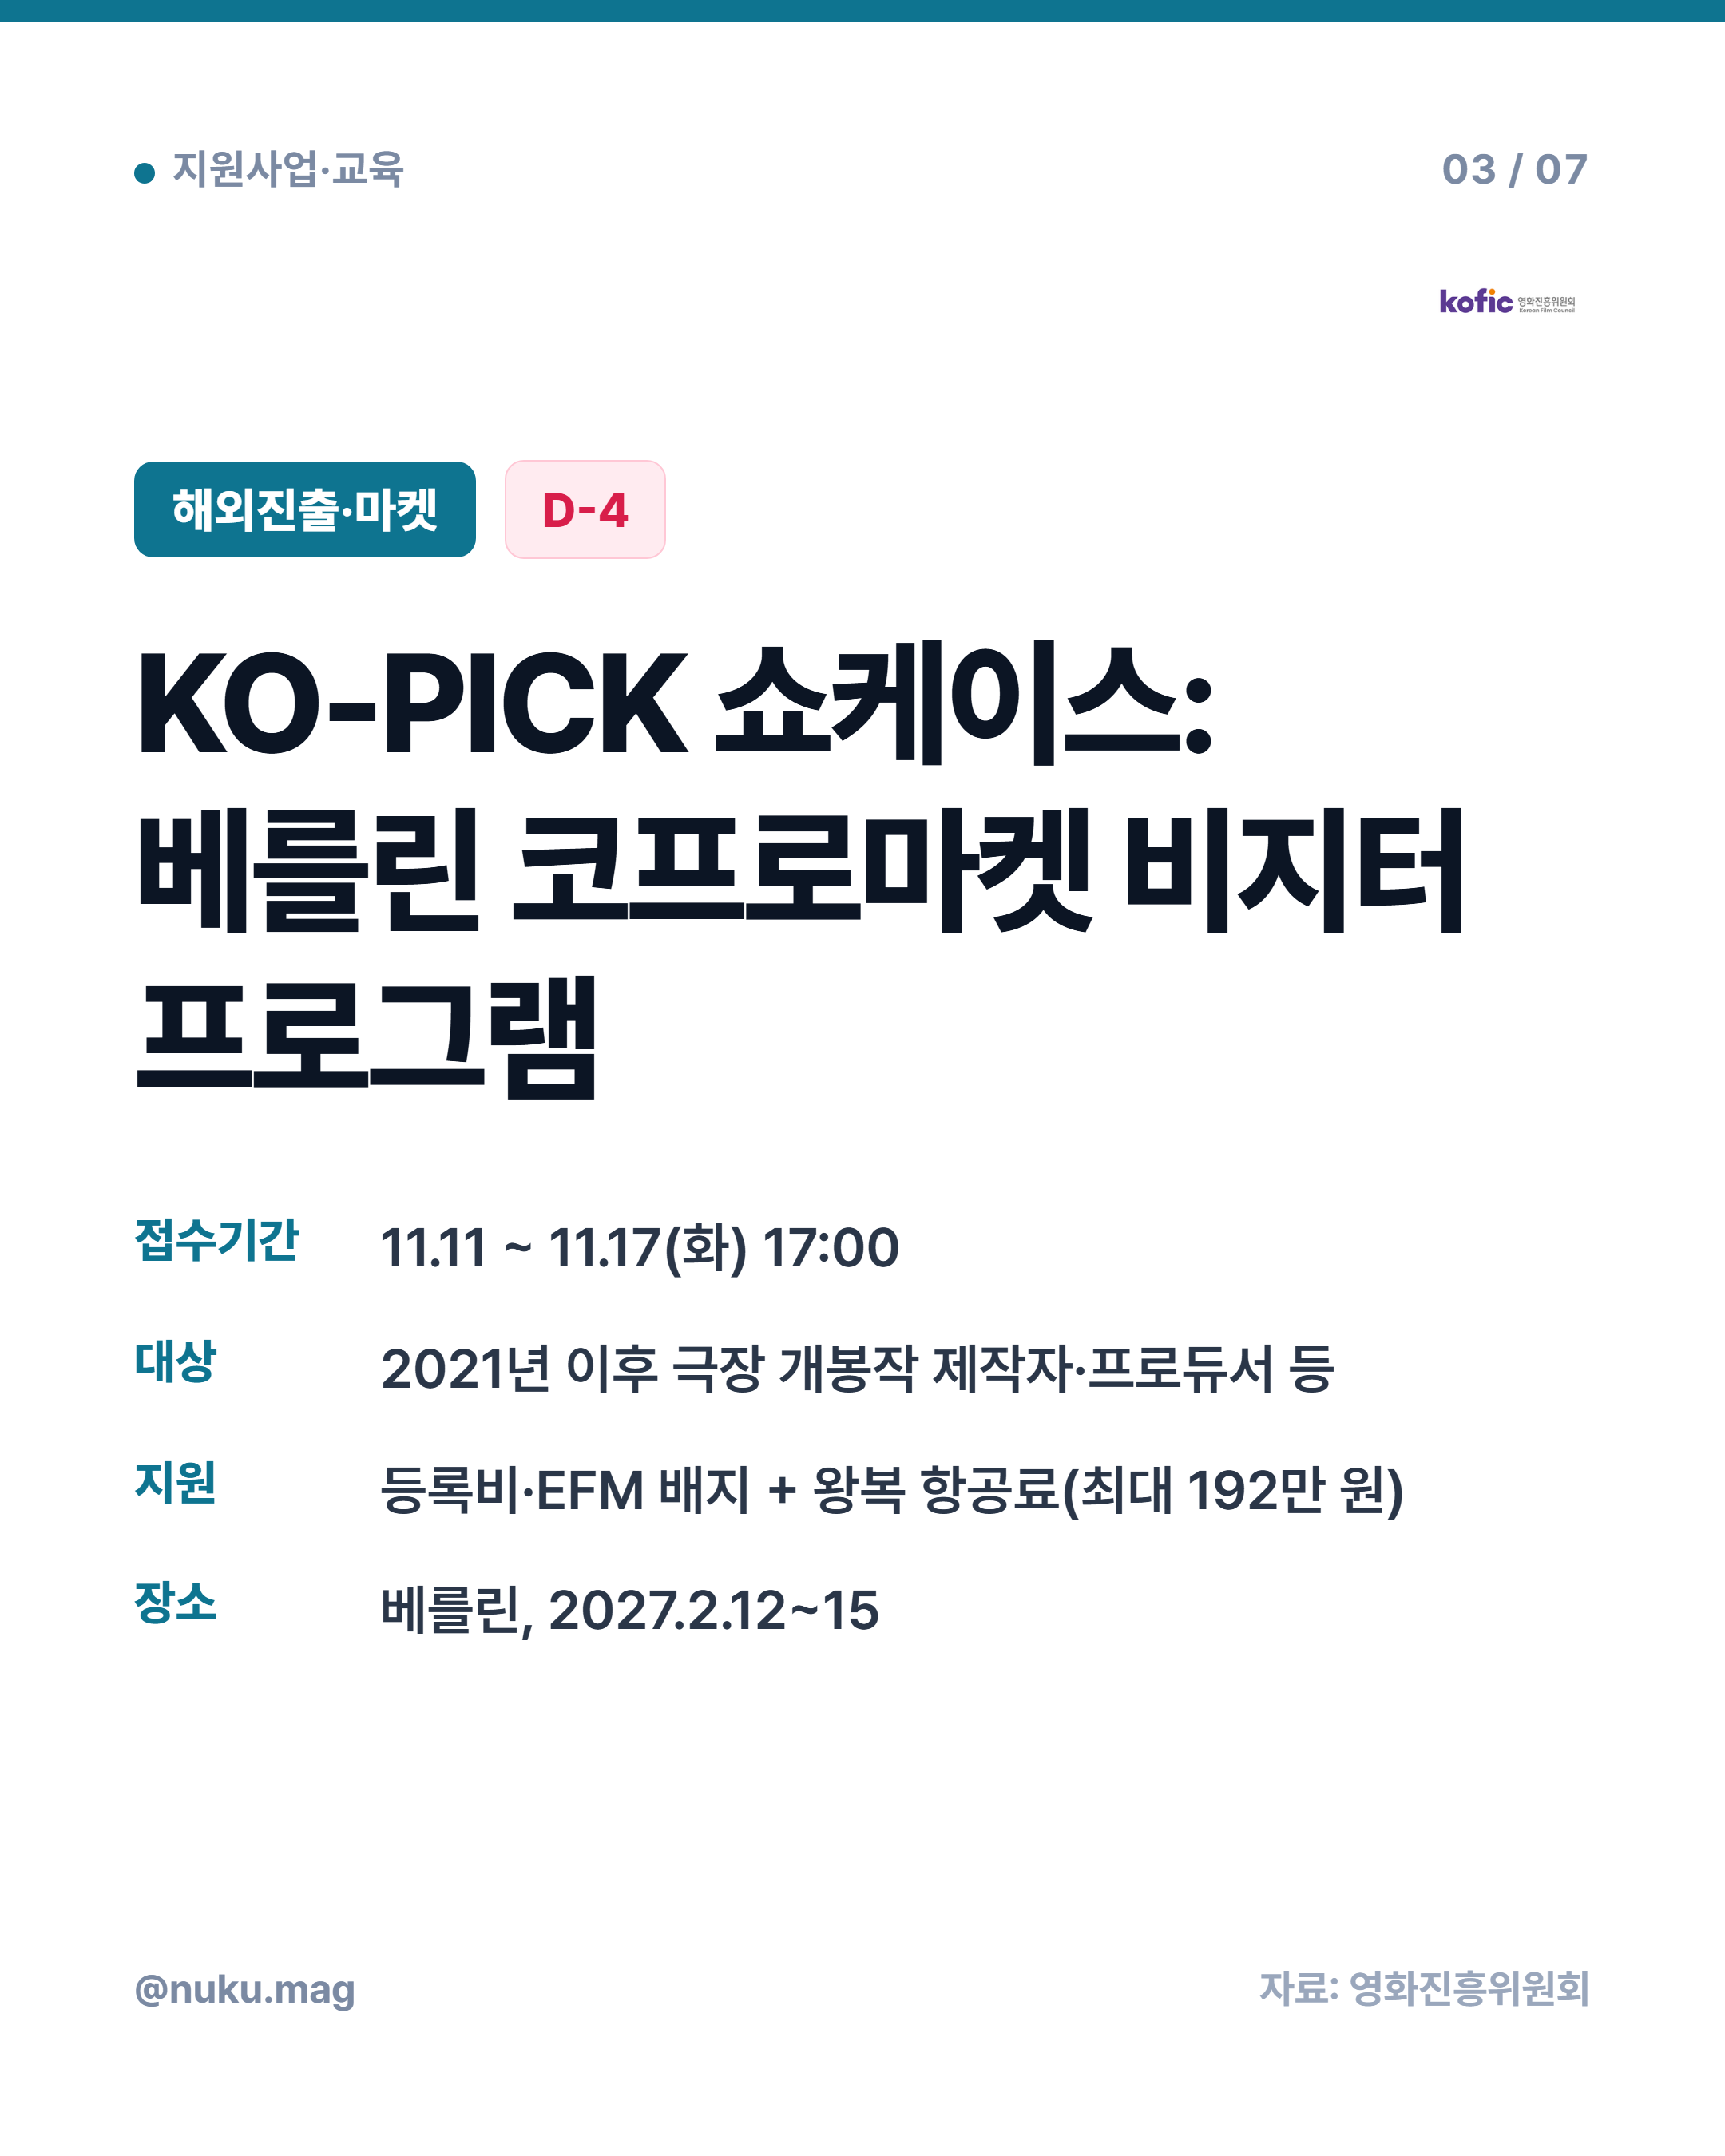 지원사업·교육
03 / 07
kofic 영화진흥위원회
Korean Film Council
해외진출·마켓
D-4
KO-PICK 쇼케이스:
베를린 코프로마켓 비지터
프로그램
접수기간 11.11 ~ 11.17(화) 17:00
대상 2021년 이후 극장 개봉작 제작자·프로듀서 등
지원 등록비·EFM 배지 + 왕복 항공료(최대 192만 원)
장소 베를린, 2027.2.12~15
@nuku.mag
자료: 영화진흥위원회